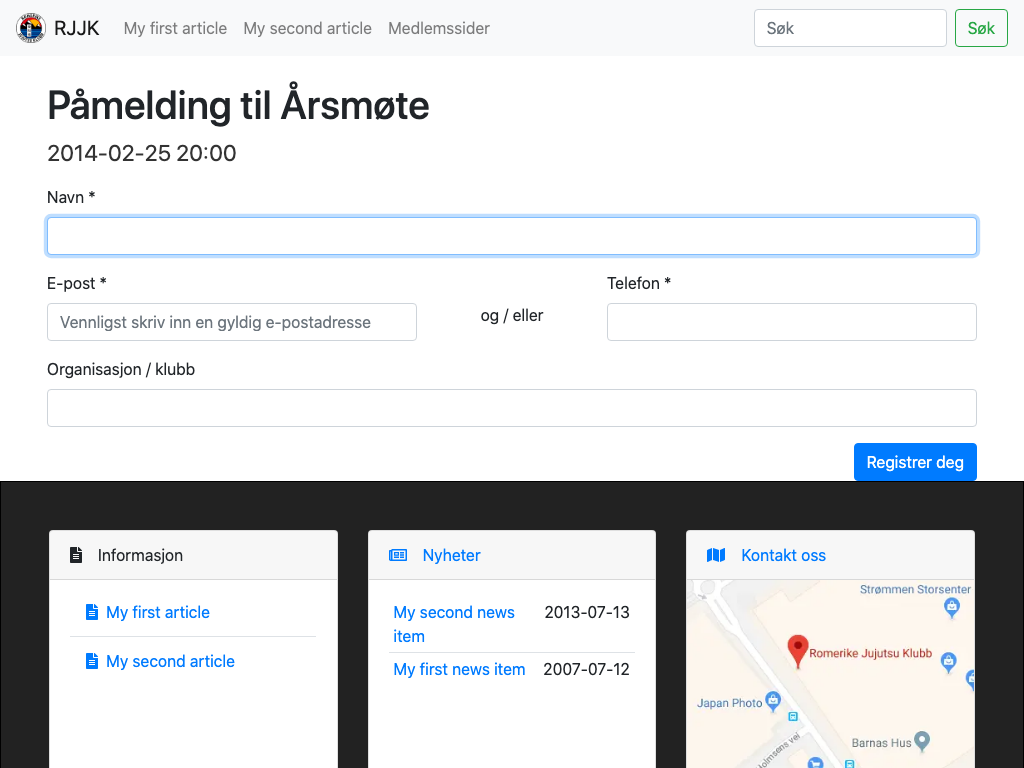 RJJK My first article My second article Medlemssider Søk Søk
Påmelding til Årsmøte
2014-02-25 20:00
Navn *
E-post * Telefon *
Vennligst skriv inn en gyldig e-postadresse og / eller
Organisasjon / klubb
Registrer deg
Informasjon
My first article
My second article
Nyheter
My second news item 2013-07-13
My first news item 2007-07-12
Kontakt oss
Strømmen Storsenter
Romerike Jujutsu Klubb
Japan Photo
Barnas Hus